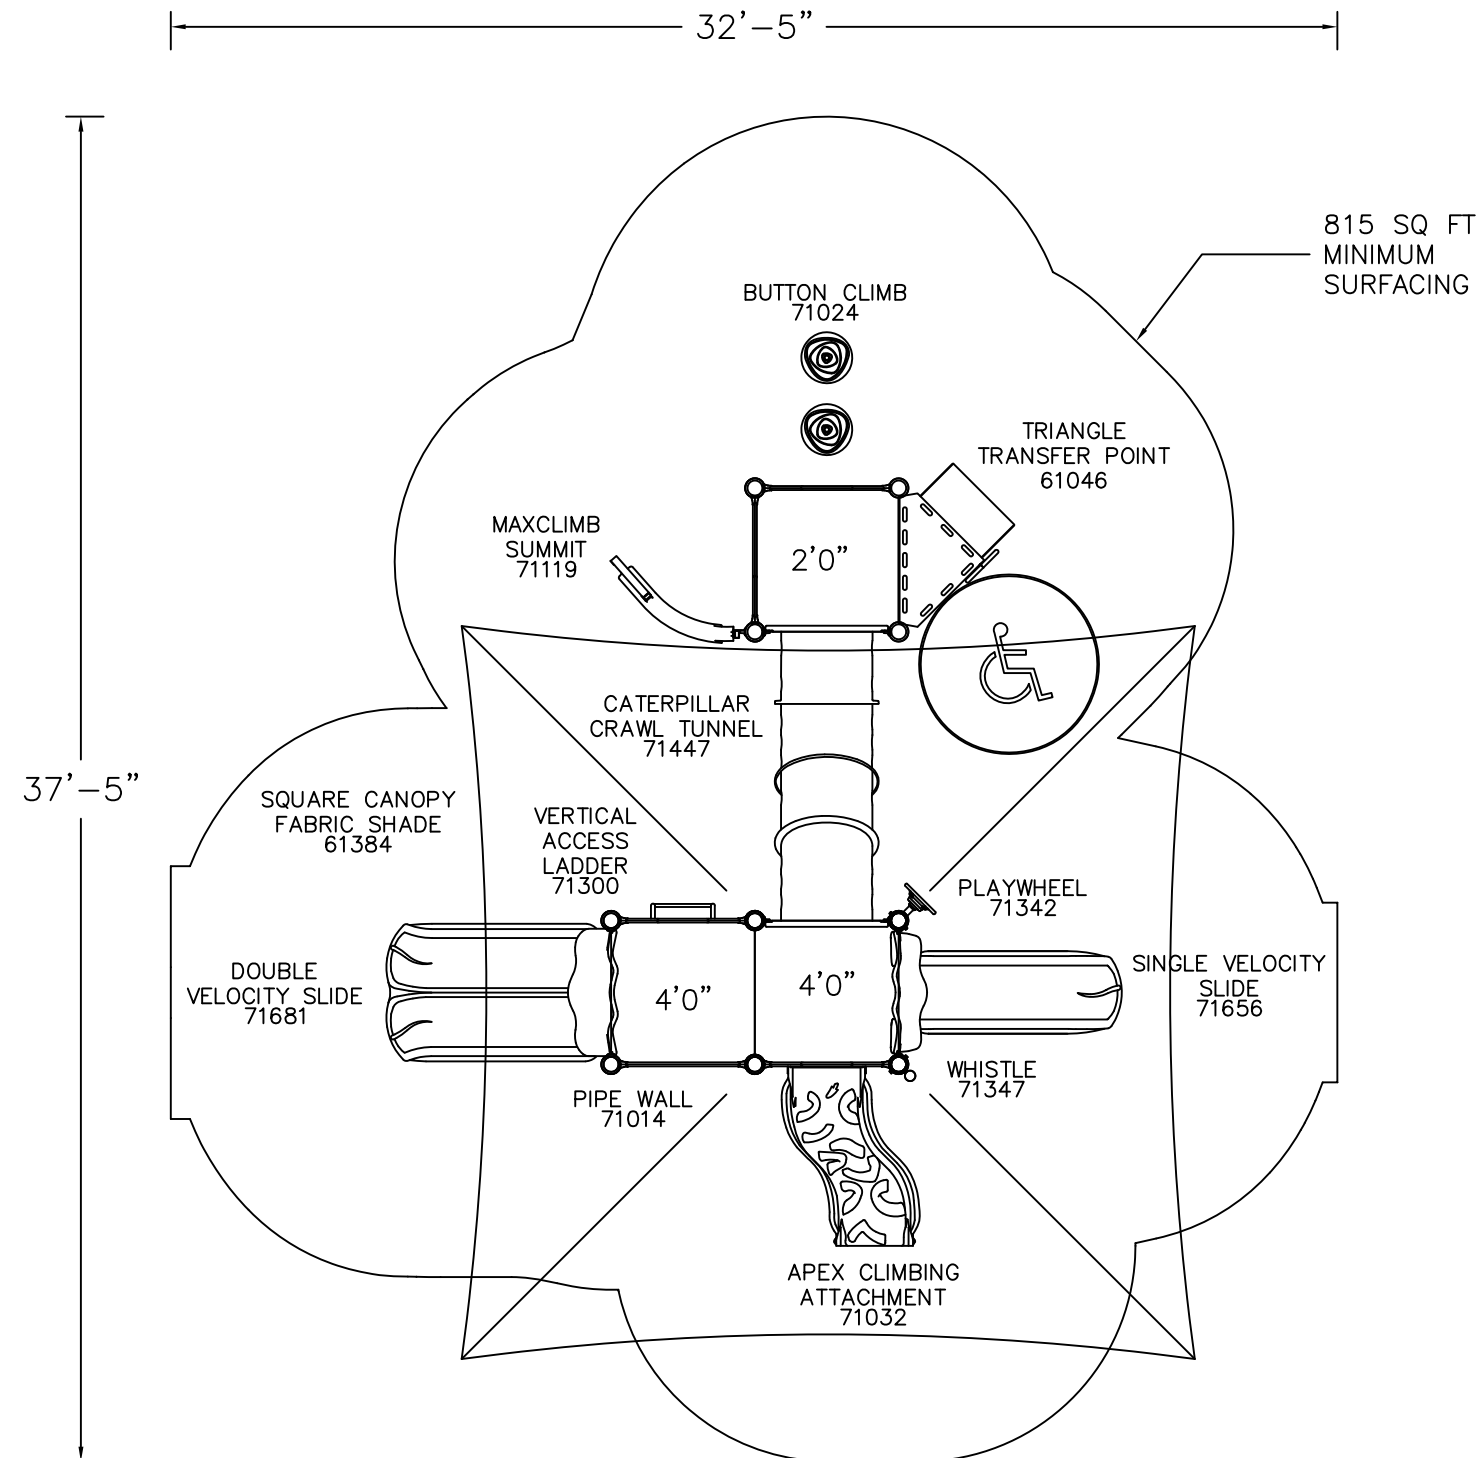 32'-5"
815 SQ FT
MINIMUM
SURFACING
BUTTON CLIMB
71024
TRIANGLE
TRANSFER POINT
61046
MAXCLIMB
SUMMIT
71119
2'0"
CATERPILLAR
CRAWL TUNNEL
71447
37'-5"
SQUARE CANOPY
FABRIC SHADE
61384
VERTICAL
ACCESS
LADDER
71300
PLAYWHEEL
71342
DOUBLE
VELOCITY SLIDE
71681
4'0"
4'0"
SINGLE VELOCITY
SLIDE
71656
PIPE WALL
71014
WHISTLE
71347
APEX CLIMBING
ATTACHMENT
71032